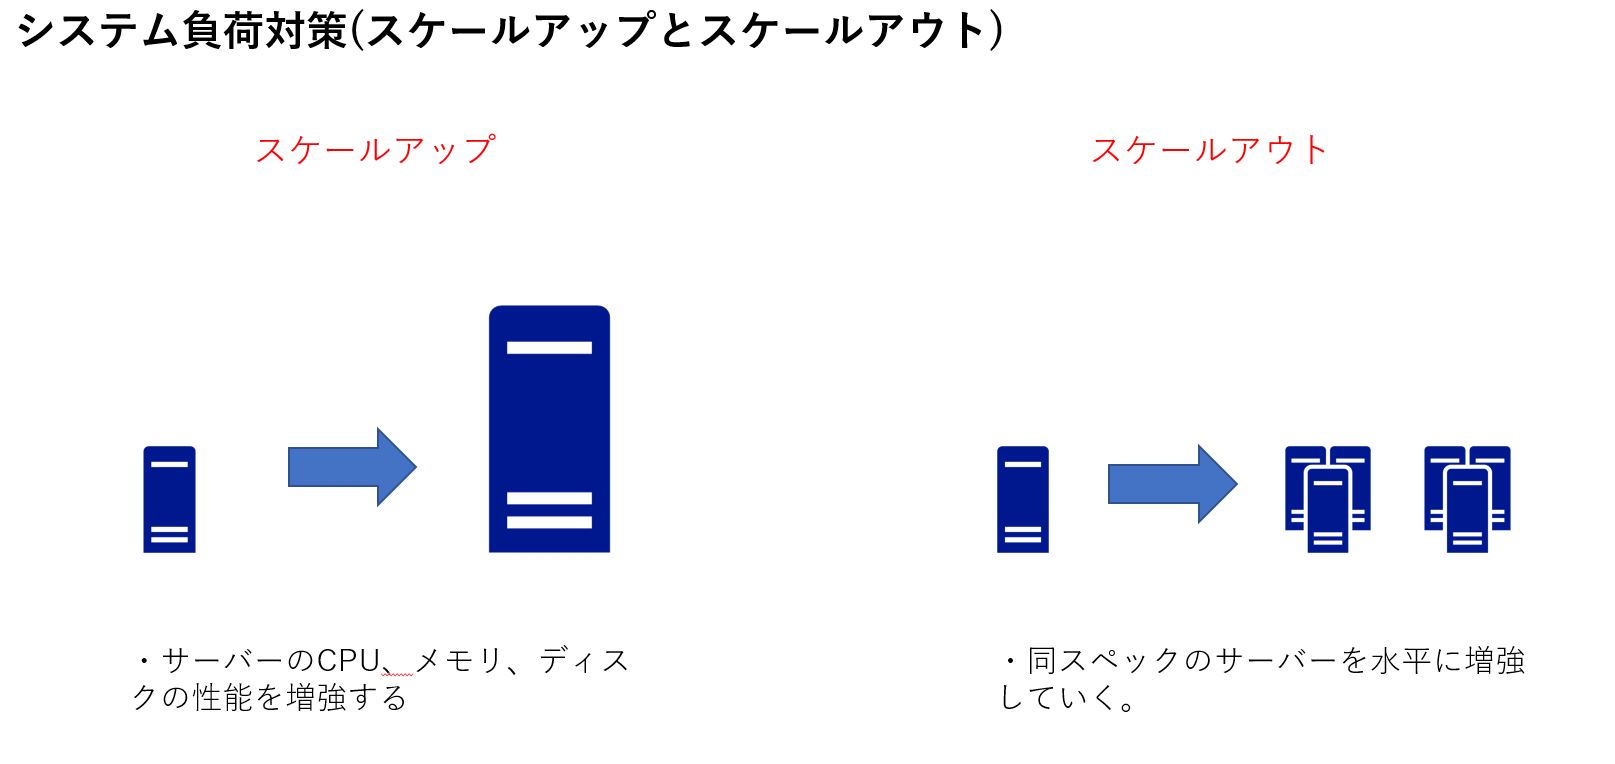 システム負荷対策(スケールアップとスケールアウト)
スケールアップ
スケールアウト
・サーバーのCPU、メモリ、ディス
クの性能を増強する
・同スペックのサーバーを水平に増強
していく。